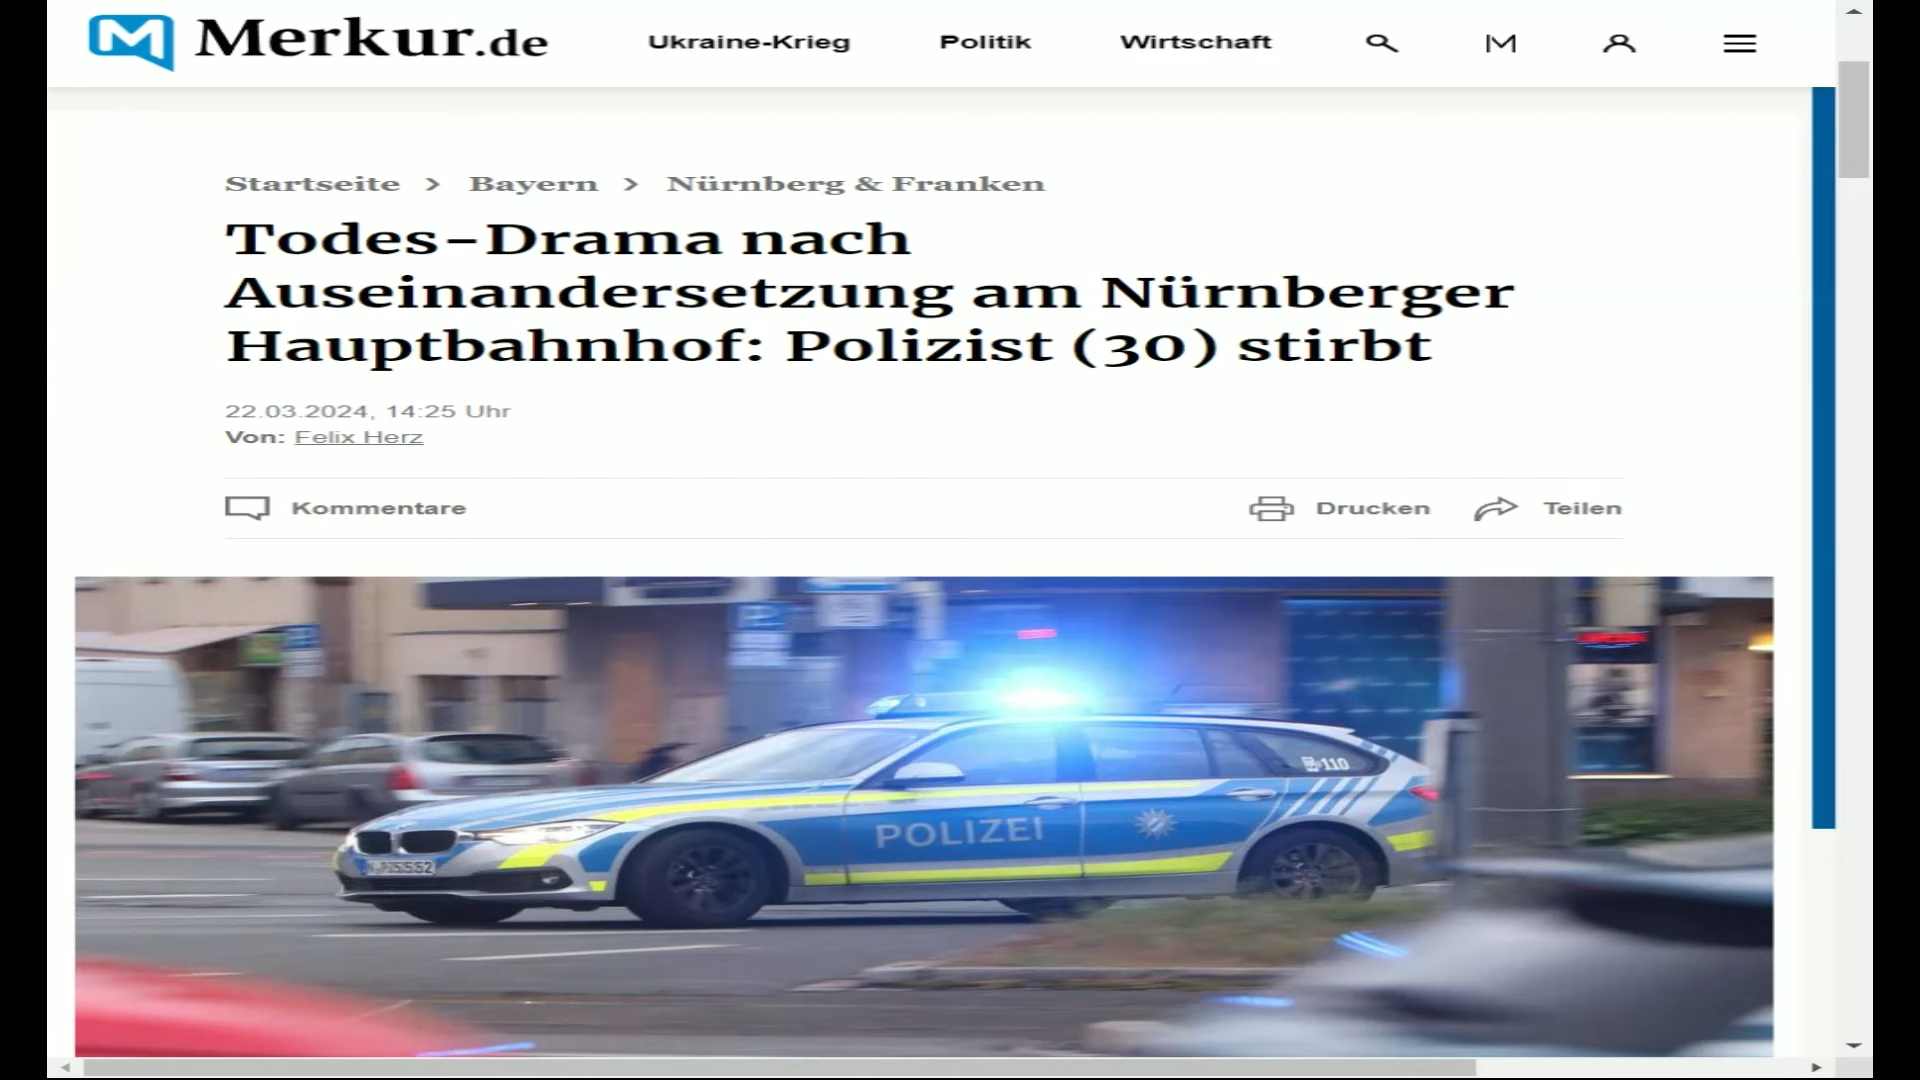 Merkur.de
Ukraine-Krieg
Politik
Wirtschaft
Startseite > Bayern > Nürnberg & Franken
Todes-Drama nach
Auseinandersetzung am Nürnberger
Hauptbahnhof: Polizist (30) stirbt
22.03.2024, 14:25 Uhr
Von: Felix Herz
Kommentare
Drucken
Teilen
110
POLIZEI